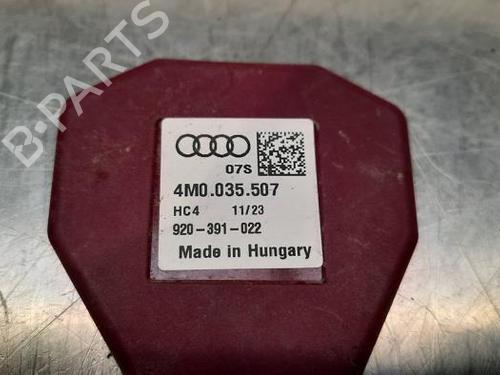 B-PARTS
07S
4M0.035.507
HC4 11/23
920-391-022
Made in Hungary